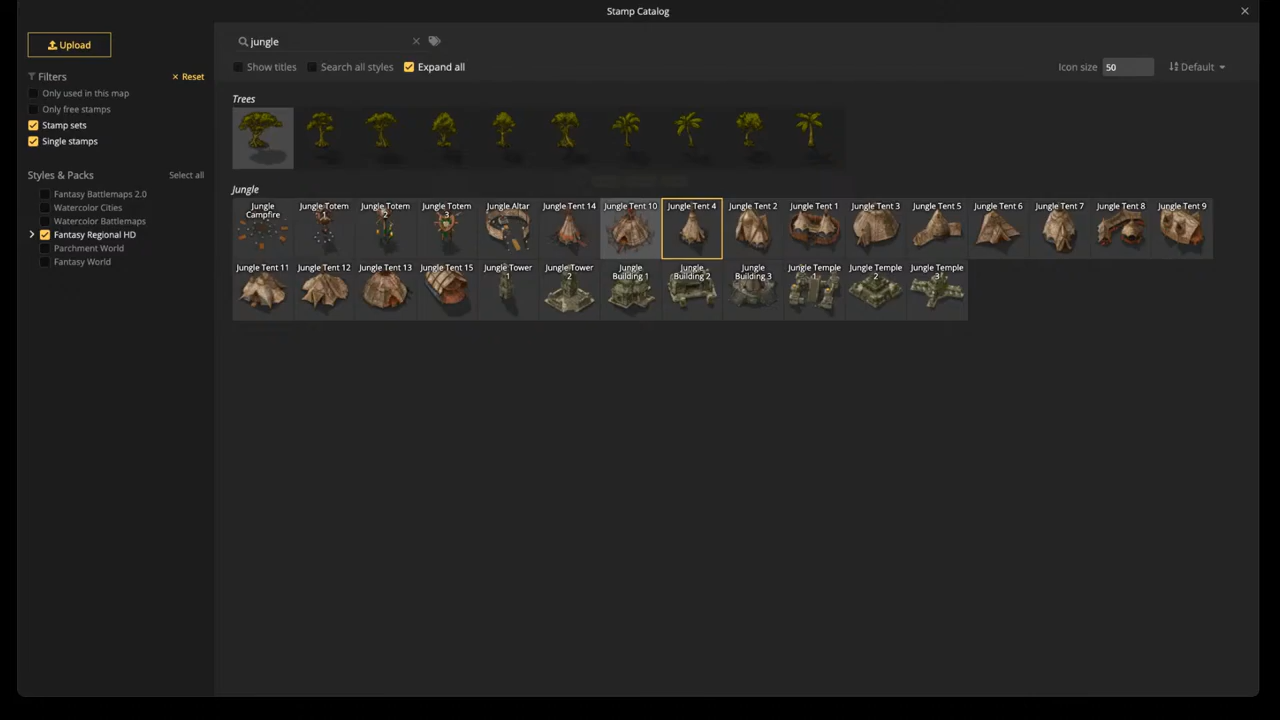 Stamp Catalog
Upload
Filters
Reset
Only used in this map
Only free stamps
Stamp sets
Single stamps
Styles & Packs
Select all
Fantasy Battlemaps 2.0
Watercolor Cities
Watercolor Battlemaps
Fantasy Regional HD
Parchment World
Fantasy World
jungle
Show titles
Search all styles
Expand all
Icon size
50
Default
Trees
Jungle
Jungle Campfire
Jungle Totem 1
Jungle Totem 2
Jungle Totem 3
Jungle Altar
Jungle Tent 14
Jungle Tent 10
Jungle Tent 4
Jungle Tent 2
Jungle Tent 1
Jungle Tent 3
Jungle Tent 5
Jungle Tent 6
Jungle Tent 7
Jungle Tent 8
Jungle Tent 9
Jungle Tent 11
Jungle Tent 12
Jungle Tent 13
Jungle Tent 15
Jungle Tower 1
Jungle Tower 2
Jungle Building 1
Jungle Building 2
Jungle Building 3
Jungle Temple 1
Jungle Temple 2
Jungle Temple 3